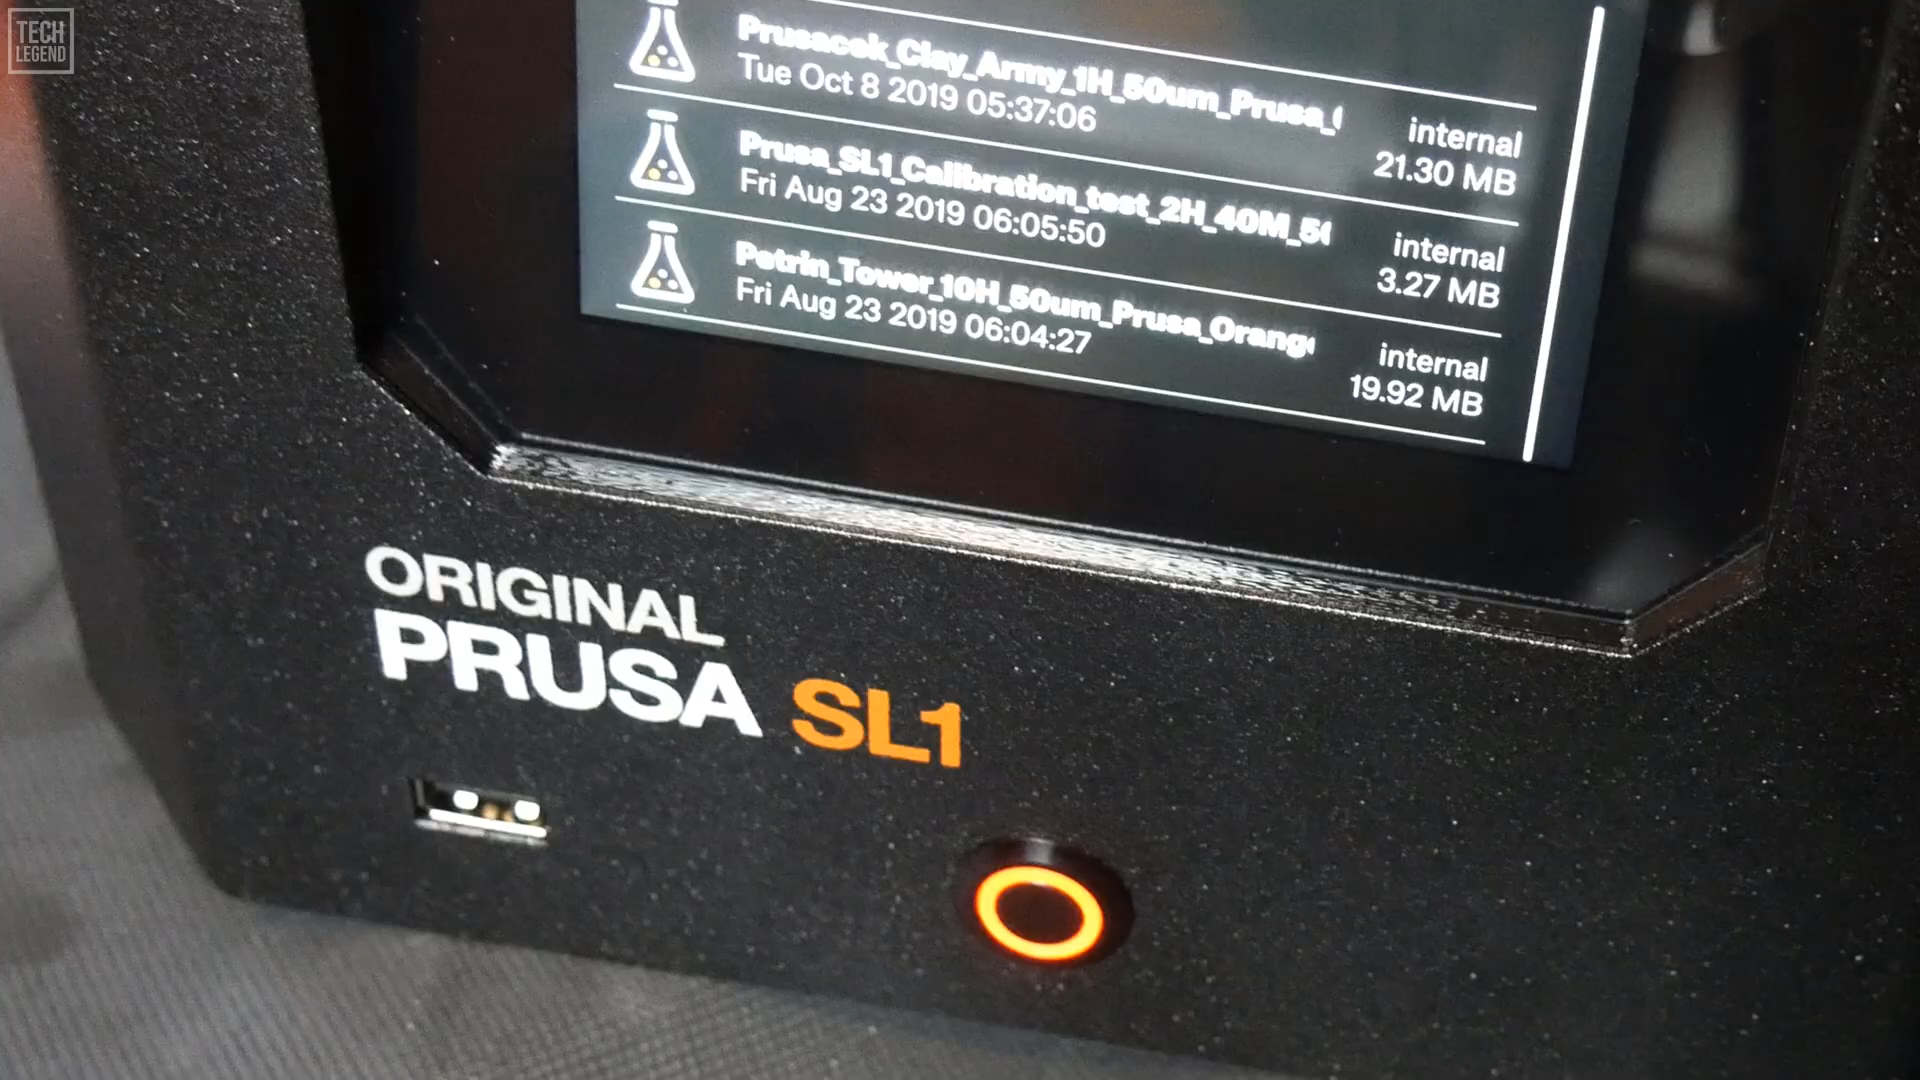 TECH
LEGEND
Prusacek_Clay_Army_1H_50um_Prusa_
Tue Oct 8 2019 05:37:06
internal
21.30 MB
Prusa_SL1_Calibration_test_2H_40M_5
Fri Aug 23 2019 06:05:50
internal
3.27 MB
Petrin_Tower_10H_50um_Prusa_Orang
Fri Aug 23 2019 06:04:27
internal
19.92 MB
ORIGINAL
PRUSA SL1